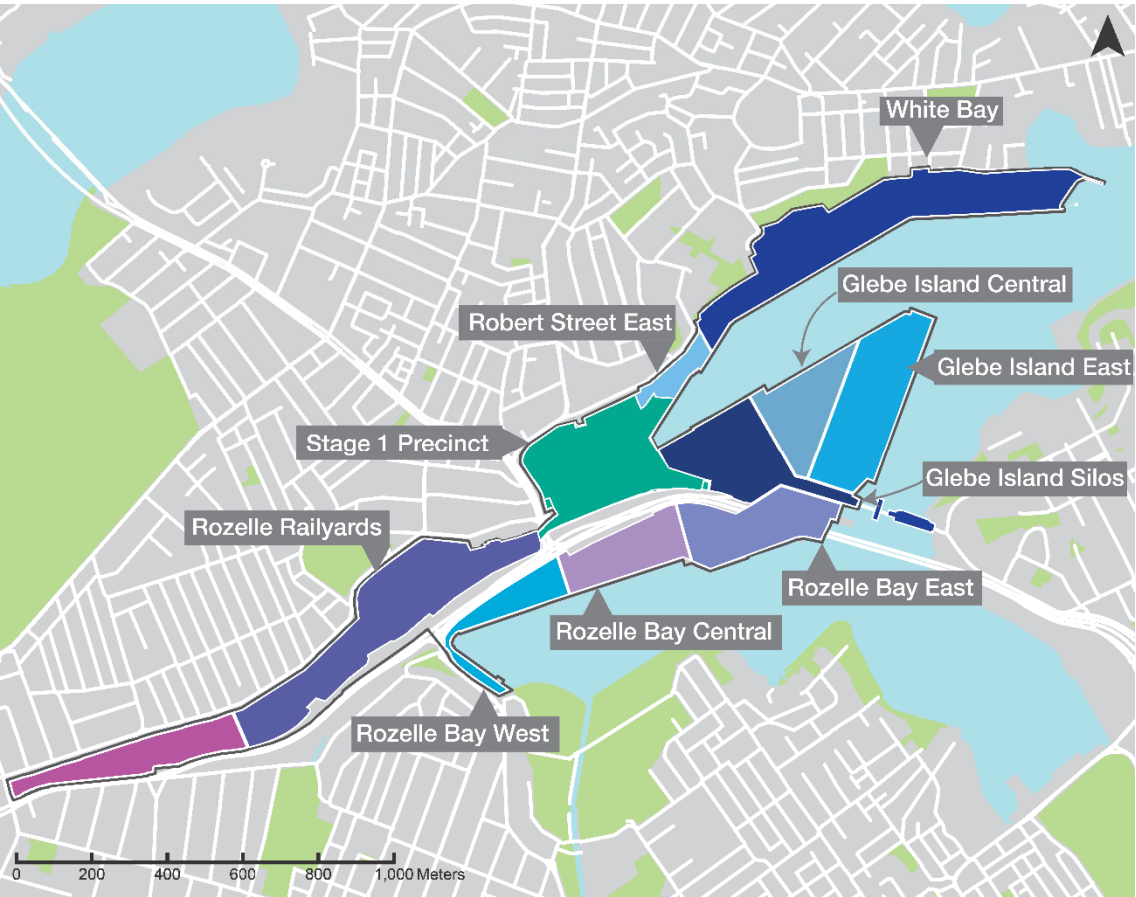 White Bay
Glebe Island Central
Robert Street East
Glebe Island East
Stage 1 Precinct
Glebe Island Silos
Rozelle Railyards
Rozelle Bay East
Rozelle Bay Central
Rozelle Bay West
0 200 400 600 800 1,000 Meters